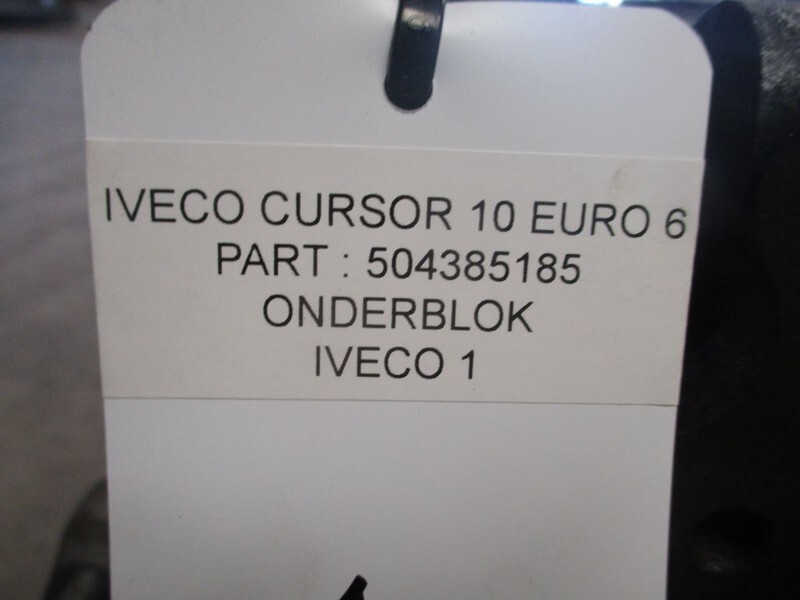 IVECO CURSOR 10 EURO 6
PART : 504385185
ONDERBLOK
IVECO 1